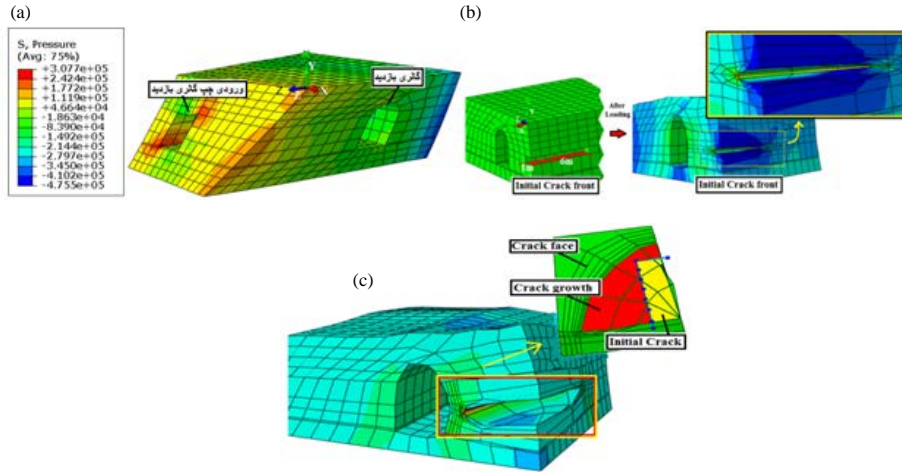 (a)
S, Pressure
(Avg: 75%)
+3.077e+05
+2.424e+05
+1.772e+05
+1.119e+05
+4.664e+04
-1.863e+04
-8.390e+04
-1.492e+05
-2.144e+05
-2.797e+05
-3.450e+05
-4.102e+05
-4.755e+05
ورودی چپ گالری بازدید
گالری بازدید
Y
Z
X
(b)
After
Loading
1m
6m
Initial Crack front
Initial Crack front
(c)
Crack face
Crack growth
Initial Crack